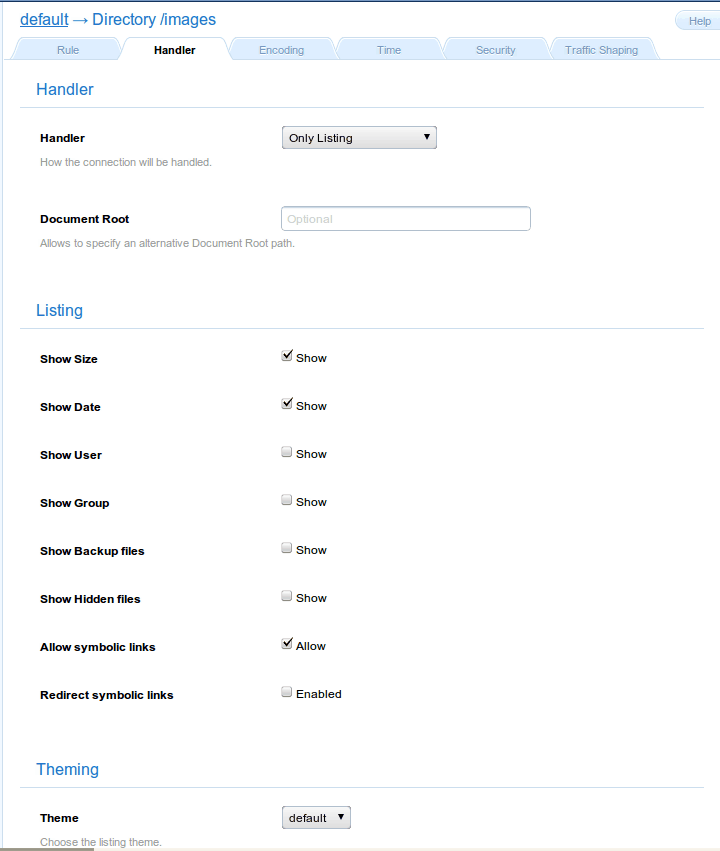 default → Directory /images
Help
Rule Handler Encoding Time Security Traffic Shaping
Handler
Handler Only Listing
How the connection will be handled.
Document Root Optional
Allows to specify an alternative Document Root path.
Listing
Show Size Show
Show Date Show
Show User Show
Show Group Show
Show Backup files Show
Show Hidden files Show
Allow symbolic links Allow
Redirect symbolic links Enabled
Theming
Theme default
Choose the listing theme.